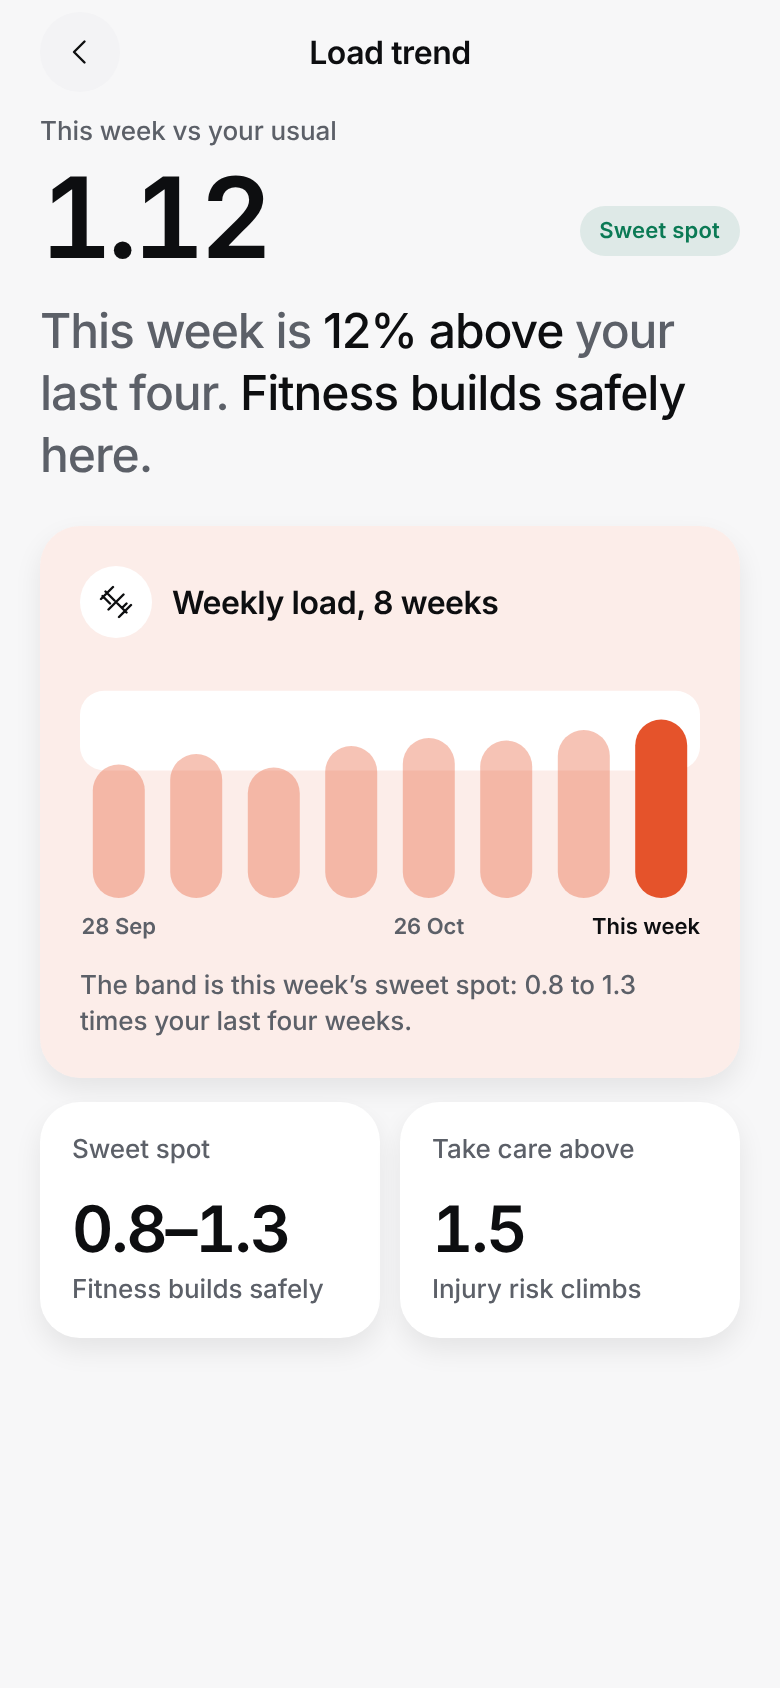 Load trend
This week vs your usual
1.12
Sweet spot
This week is 12% above your
last four. Fitness builds safely
here.
Weekly load, 8 weeks
28 Sep
26 Oct
This week
The band is this week’s sweet spot: 0.8 to 1.3
times your last four weeks.
Sweet spot
0.8–1.3
Fitness builds safely
Take care above
1.5
Injury risk climbs